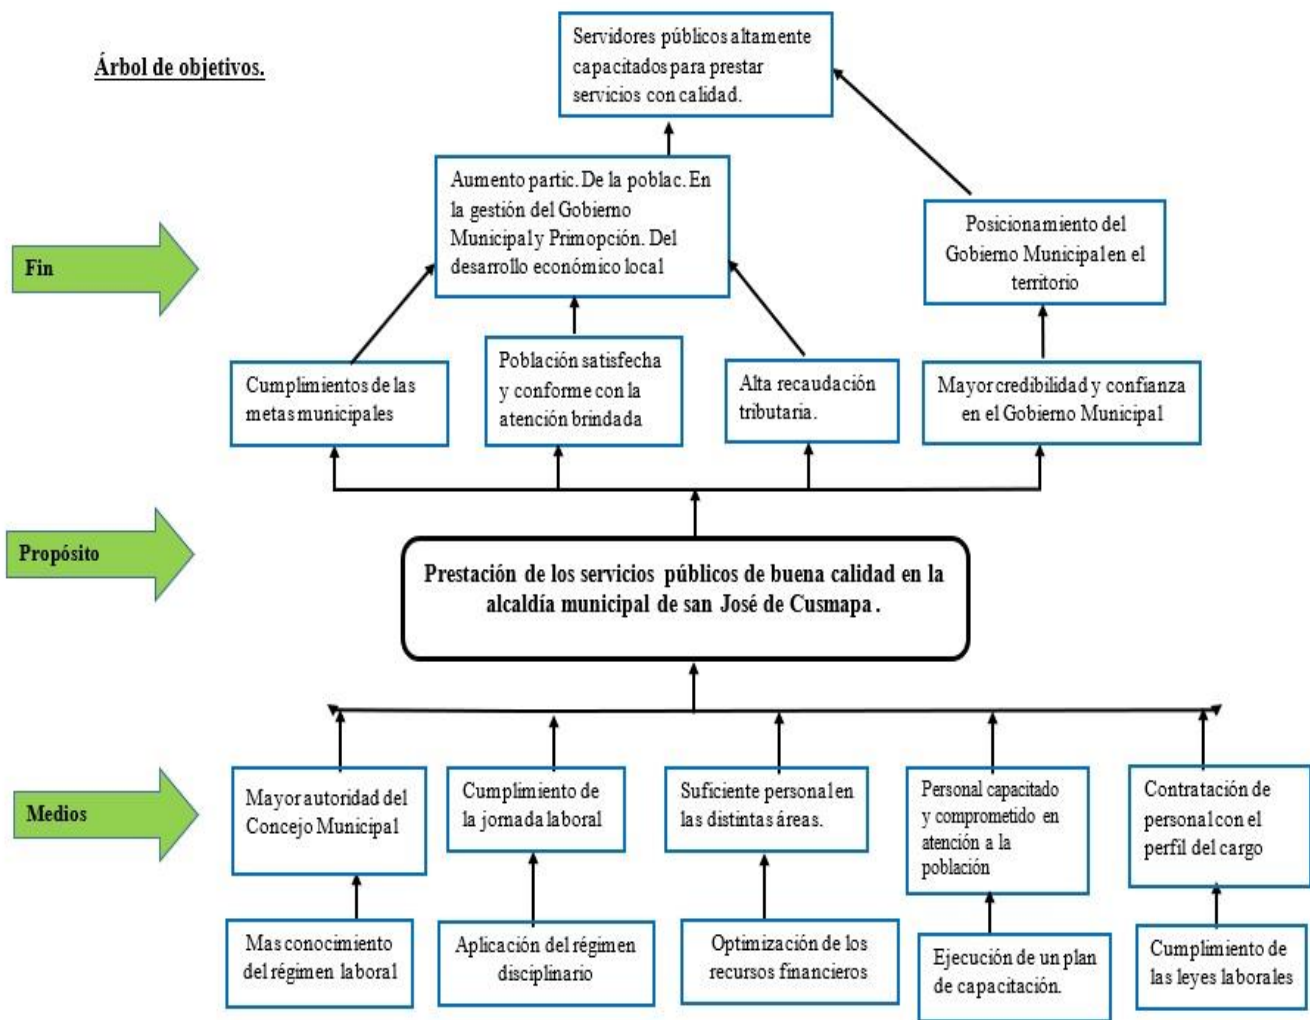 Árbol de objetivos.
Servidores públicos altamente
capacitados para prestar
servicios con calidad.
Fin
Aumento partic. De la poblac. En
la gestión del Gobierno
Municipal y Primopción. Del
desarrollo económico local
Posicionamiento del
Gobierno Municipal en el
territorio
Cumplimientos de las
metas municipales
Población satisfecha
y conforme con la
atención brindada
Alta recaudación
tributaria.
Mayor credibilidad y confianza
en el Gobierno Municipal
Propósito
Prestación de los servicios públicos de buena calidad en la
alcaldía municipal de san José de Cusmapa .
Medios
Mayor autoridad del
Concejo Municipal
Cumplimiento de
la jornada laboral
Suficiente personal en
las distintas áreas.
Personal capacitado
y comprometido en
atención a la
población
Contratación de
personal con el
perfil del cargo
Mas conocimiento
del régimen laboral
Aplicación del régimen
disciplinario
Optimización de los
recursos financieros
Ejecución de un plan
de capacitación.
Cumplimiento de
las leyes laborales